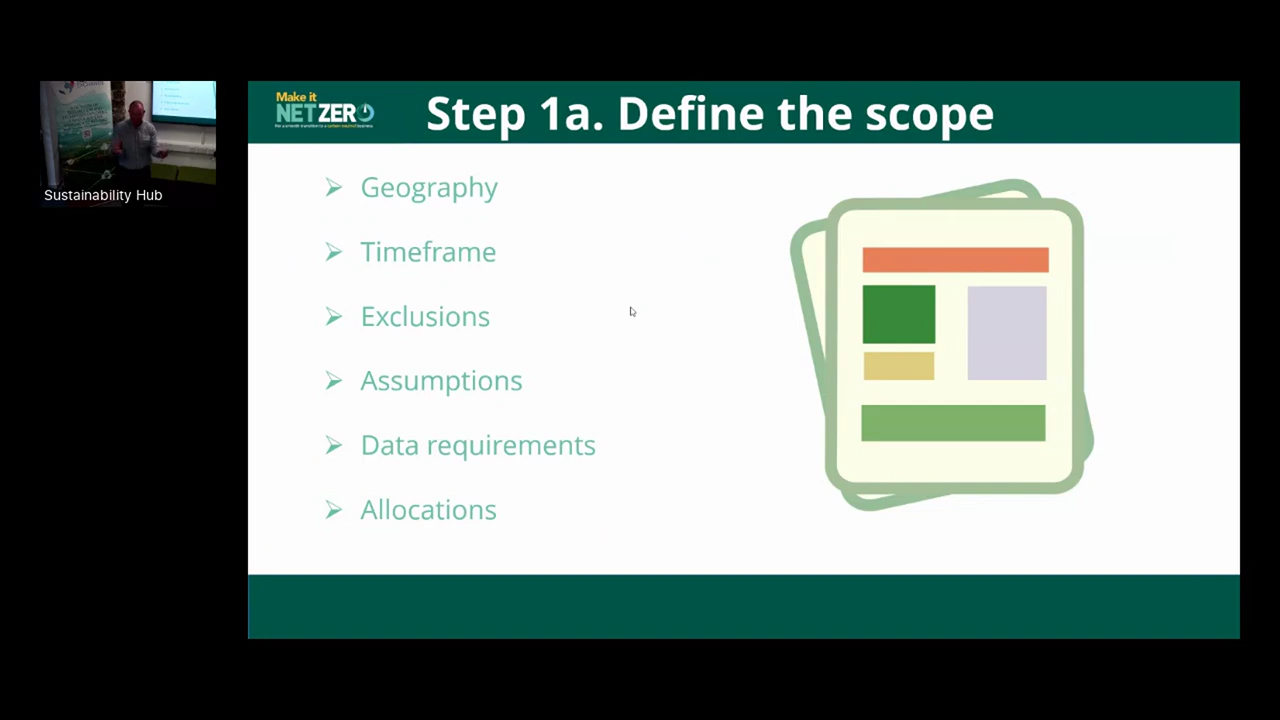 Make it
NET ZERO
Step 1a. Define the scope
Sustainability Hub
➢ Geography
➢ Timeframe
➢ Exclusions
➢ Assumptions
➢ Data requirements
➢ Allocations